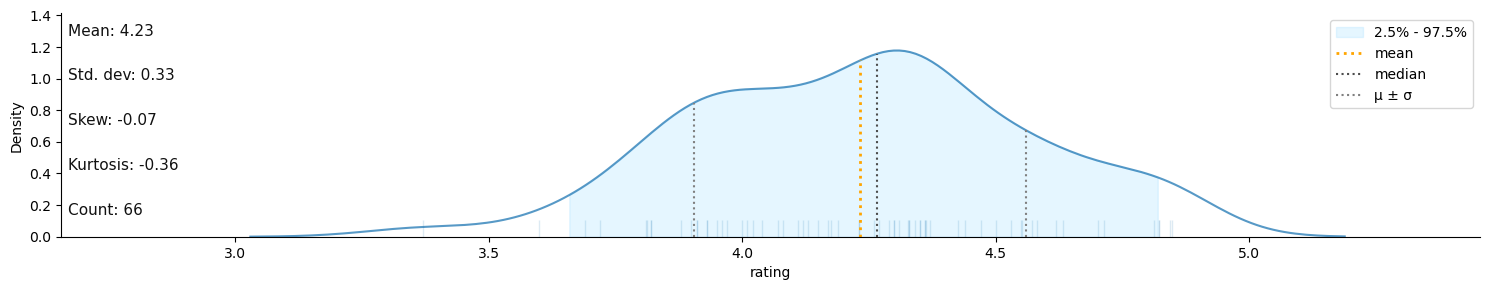 Mean: 4.23
Std. dev: 0.33
Skew: -0.07
Kurtosis: -0.36
Count: 66
2.5% - 97.5%
mean
median
μ ± σ
Density
1.4
1.2
1.0
0.8
0.6
0.4
0.2
0.0
3.0 3.5 4.0 4.5 5.0
rating